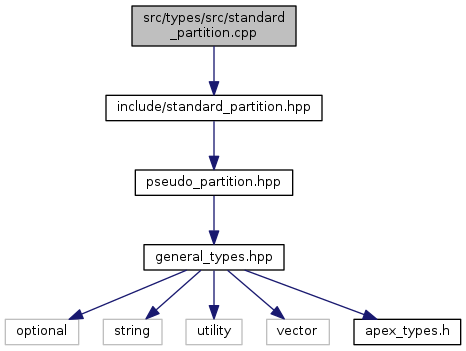 src/types/src/standard
_partition.cpp
include/standard_partition.hpp
pseudo_partition.hpp
general_types.hpp
optional
string
utility
vector
apex_types.h